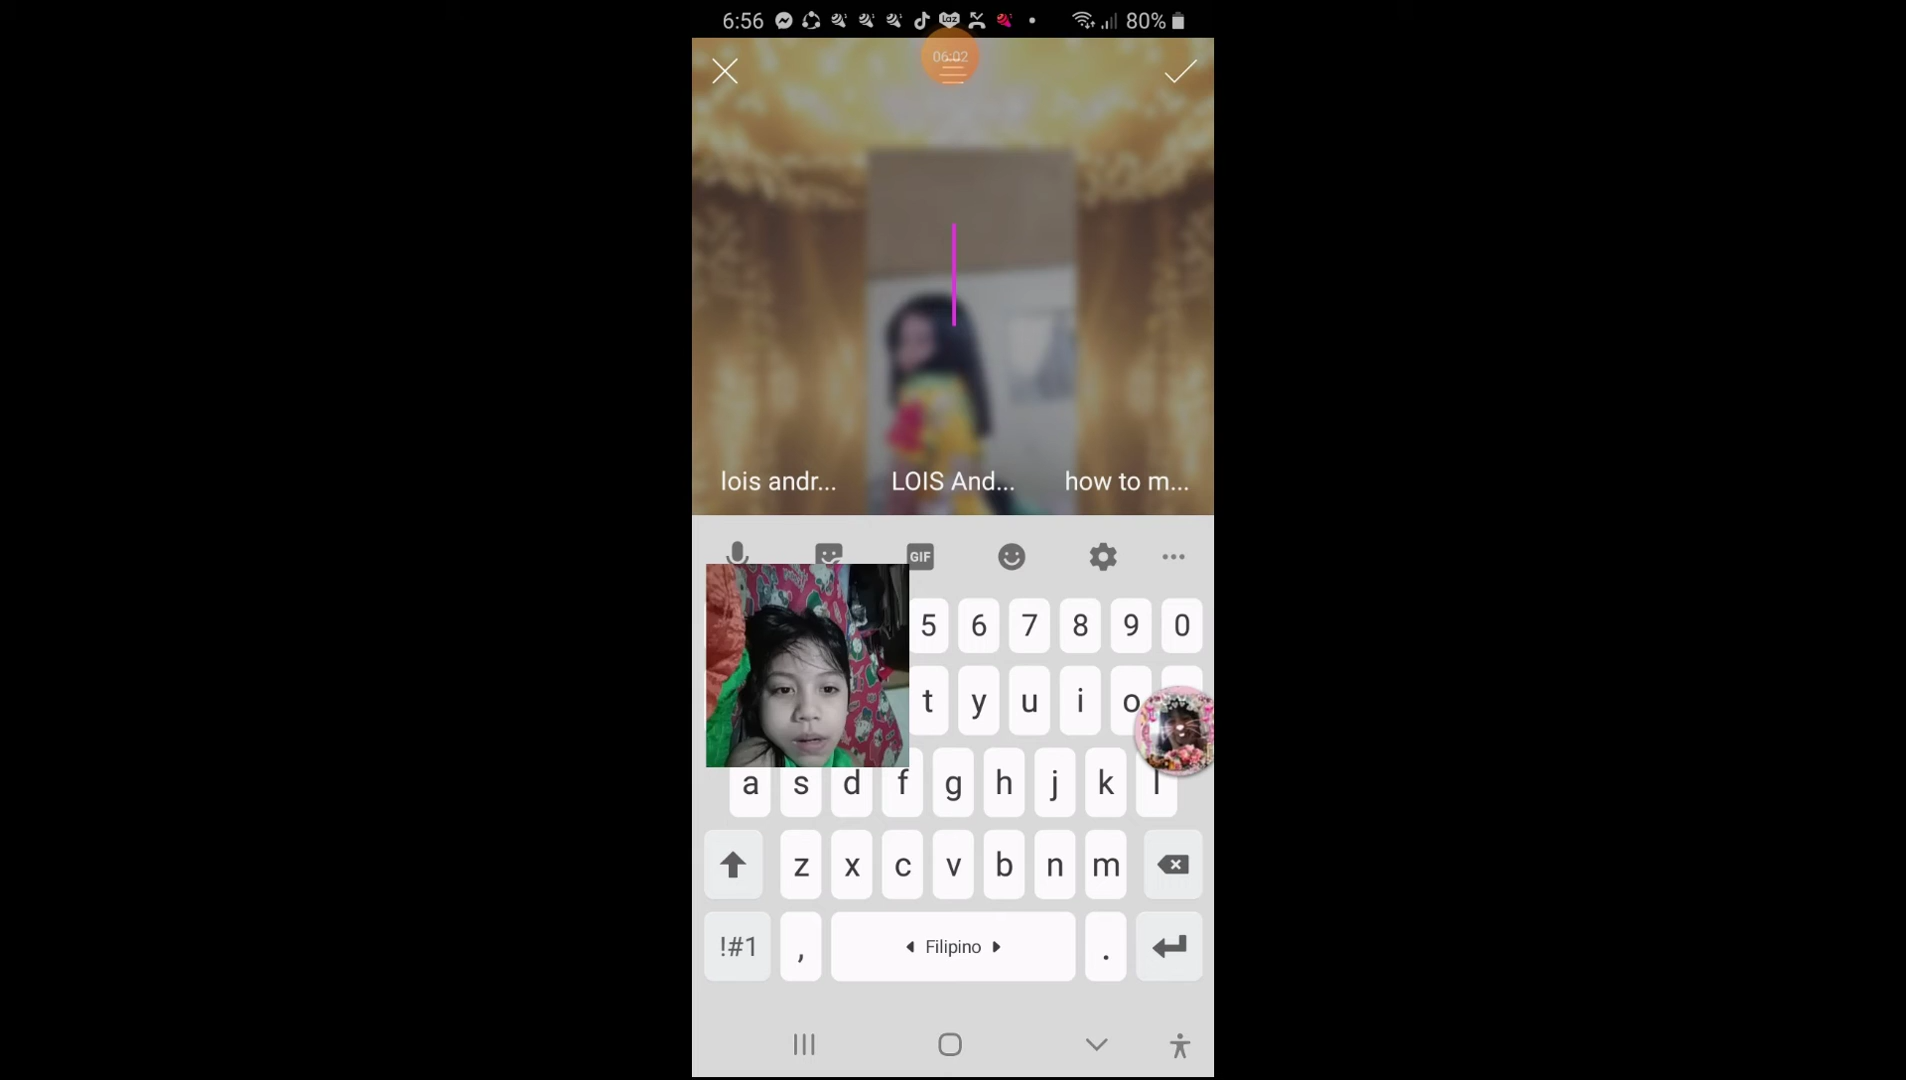 6:56 Laz 80%
06:02
lois andr... LOIS And... how to m...
GIF
5 6 7 8 9 0
t y u i o
a s d f g h j k l
z x c v b n m
!#1 , Filipino .